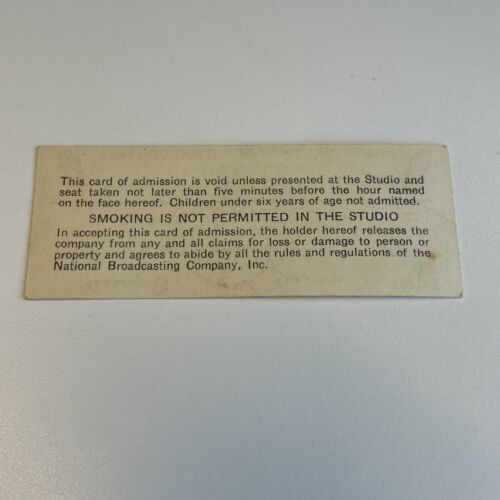 This card of admission is void unless presented at the Studio and
seat taken not later than five minutes before the hour named
on the face hereof. Children under six years of age not admitted.
SMOKING IS NOT PERMITTED IN THE STUDIO
In accepting this card of admission, the holder hereof releases the
company from any and all claims for loss or damage to person or
property and agrees to abide by all the rules and regulations of the
National Broadcasting Company, Inc.